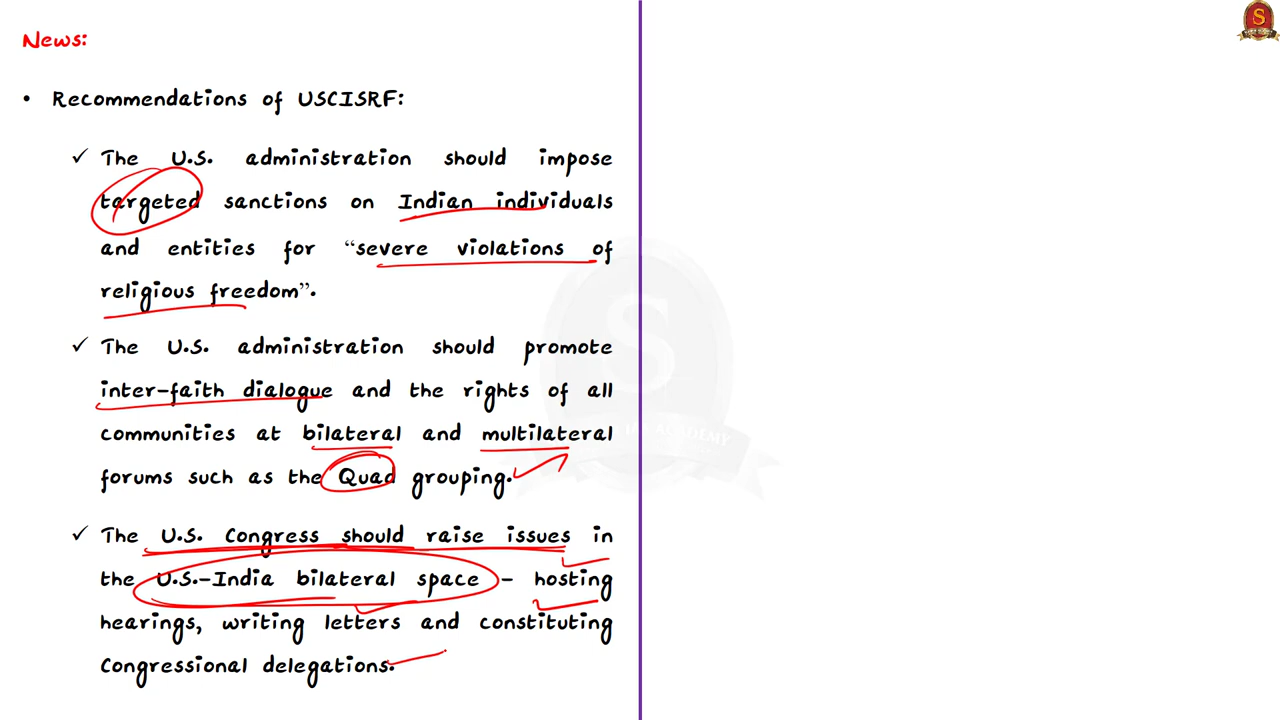 News:
• Recommendations of USCISRF:
✓ The U.S. administration should impose
targeted sanctions on Indian individuals
and entities for “severe violations of
religious freedom”.
✓ The U.S. administration should promote
inter-faith dialogue and the rights of all
communities at bilateral and multilateral
forums such as the Quad grouping.
✓ The U.S. Congress should raise issues in
the U.S.-India bilateral space – hosting
hearings, writing letters and constituting
Congressional delegations.
S
S
ACADEMY